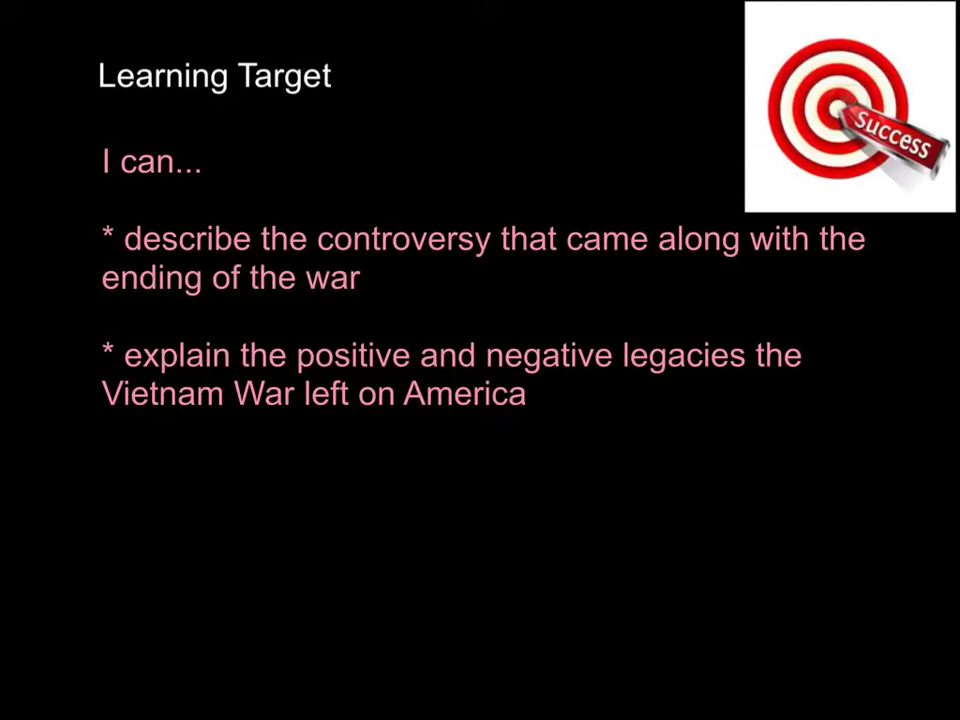 Learning Target
Success
I can...
* describe the controversy that came along with the
ending of the war
* explain the positive and negative legacies the
Vietnam War left on America